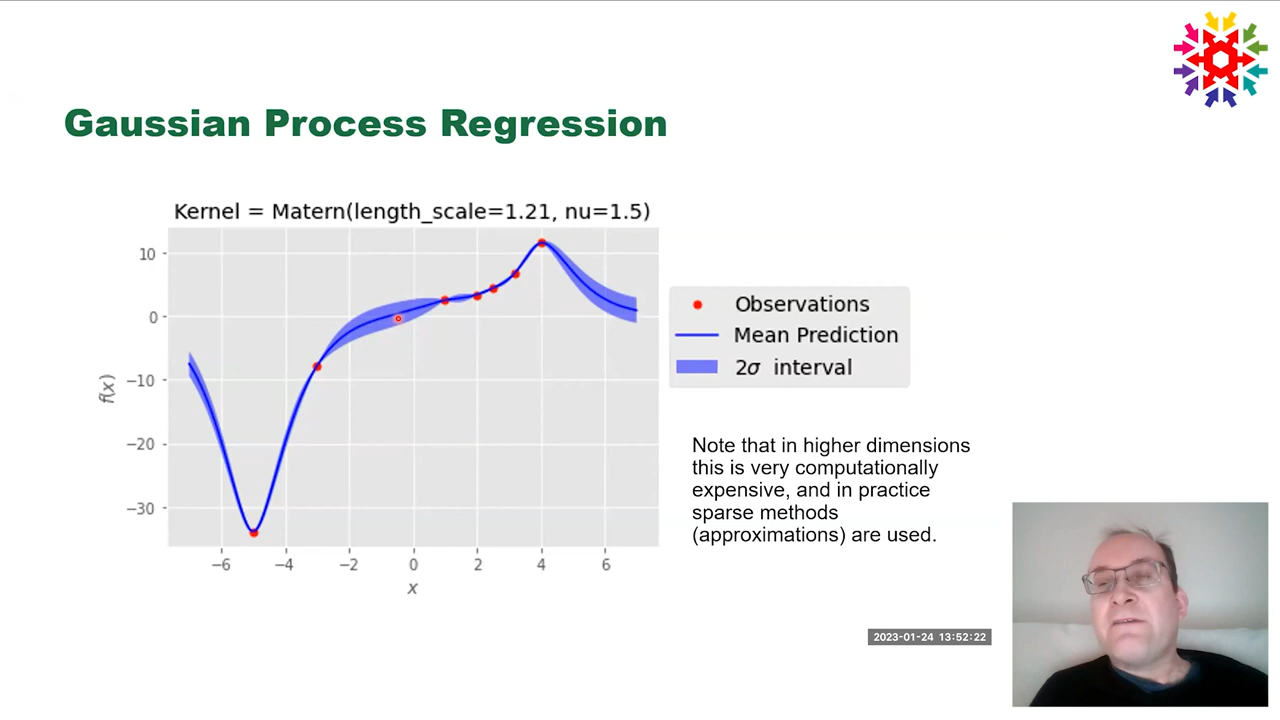 Gaussian Process Regression
Kernel = Matern(length_scale=1.21, nu=1.5)
10
0
−10
−20
−30
f(x)
−6
−4
−2
0
2
4
6
x
Observations
Mean Prediction
2σ interval
Note that in higher dimensions
this is very computationally
expensive, and in practice
sparse methods
(approximations) are used.
2023-01-24 13:52:22